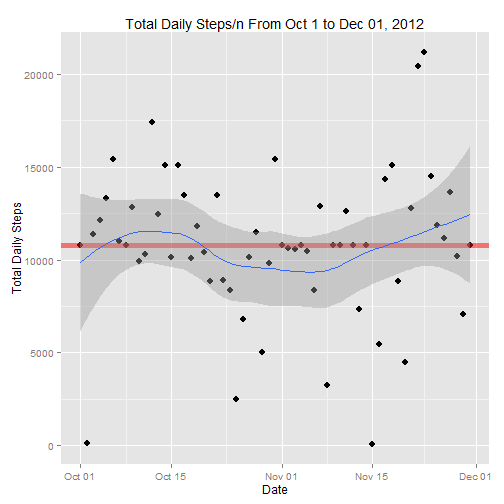 Total Daily Steps/n From Oct 1 to Dec 01, 2012
Total Daily Steps
20000
15000
10000
5000
0
Oct 01
Oct 15
Nov 01
Nov 15
Dec 01
Date